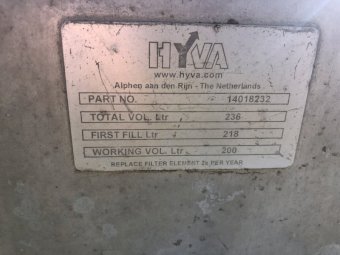 HYVA
www.hyva.com
Alphen aan den Rijn - The Netherlands
PART NO. 14018232
TOTAL VOL. Ltr 236
FIRST FILL Ltr 218
WORKING VOL. Ltr 200
REPLACE FILTER ELEMENT 2x PER YEAR